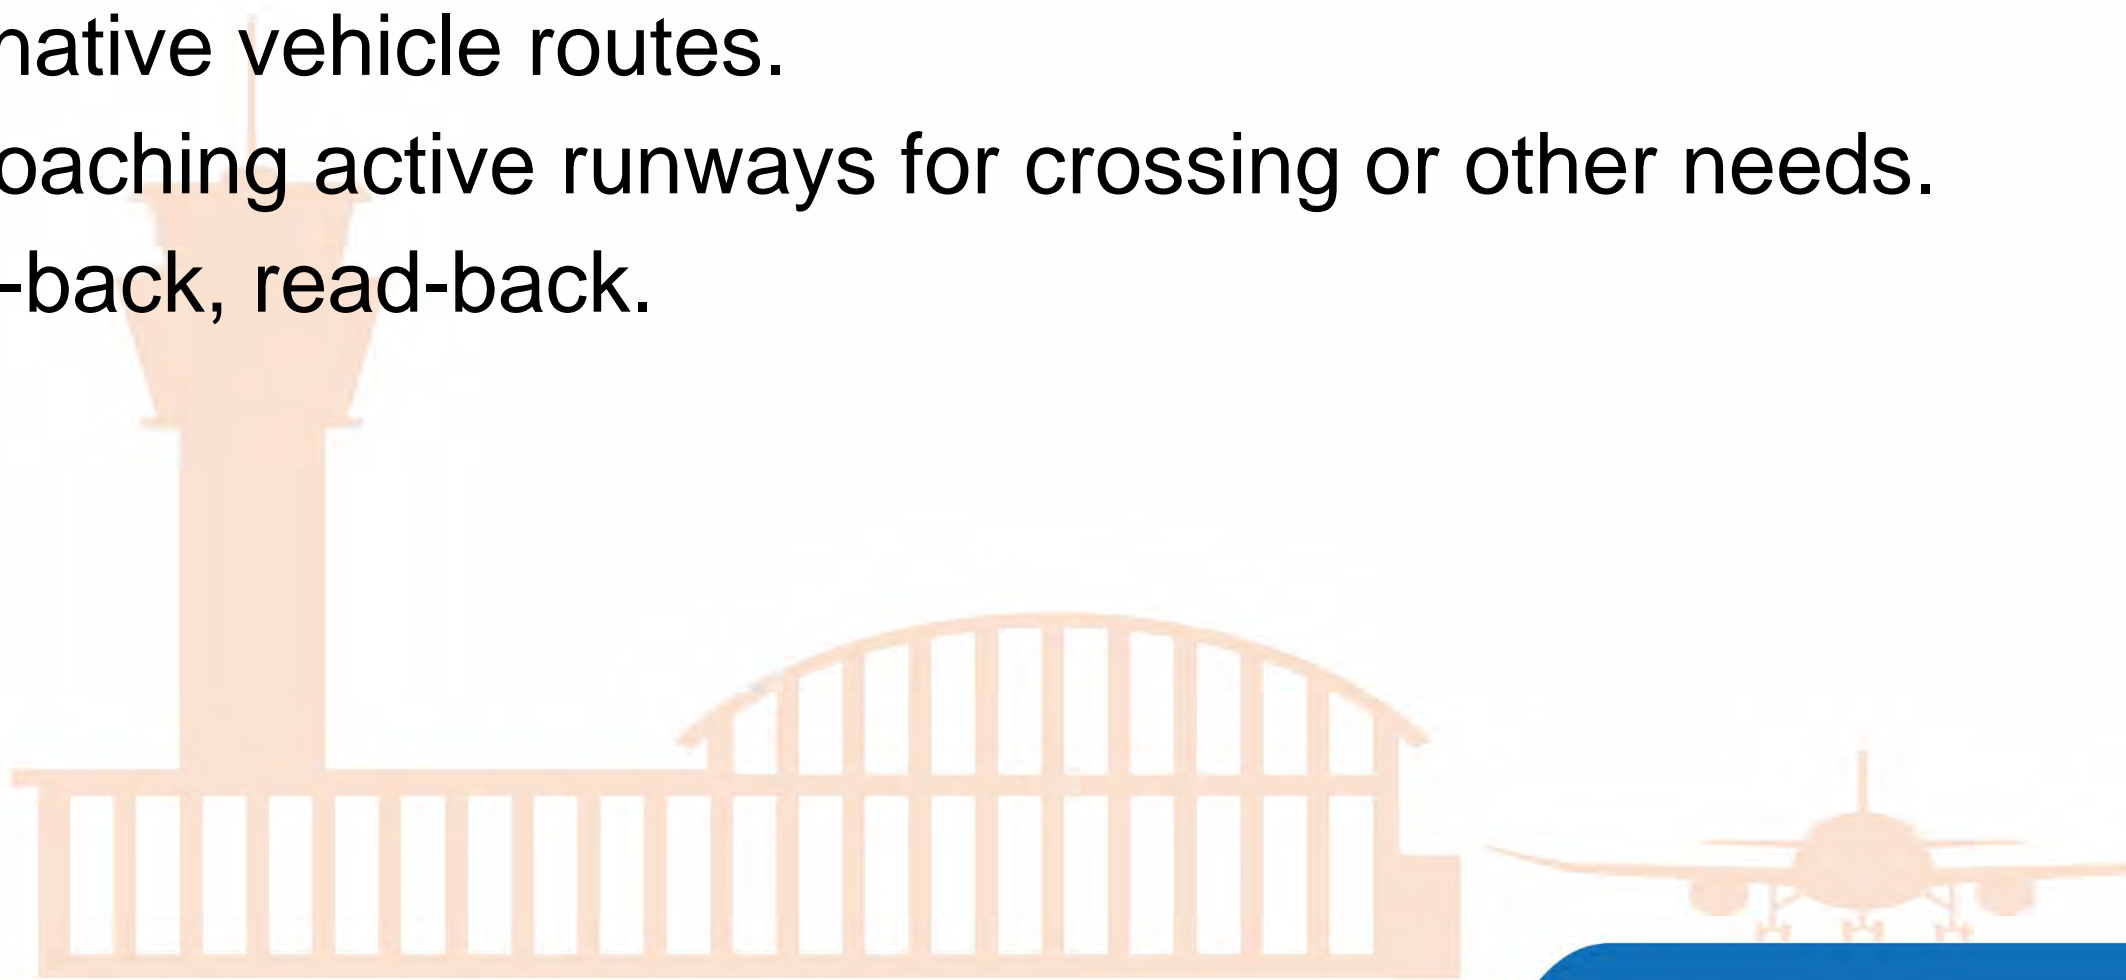 native vehicle routes.
oaching active runways for crossing or other needs.
-back, read-back.